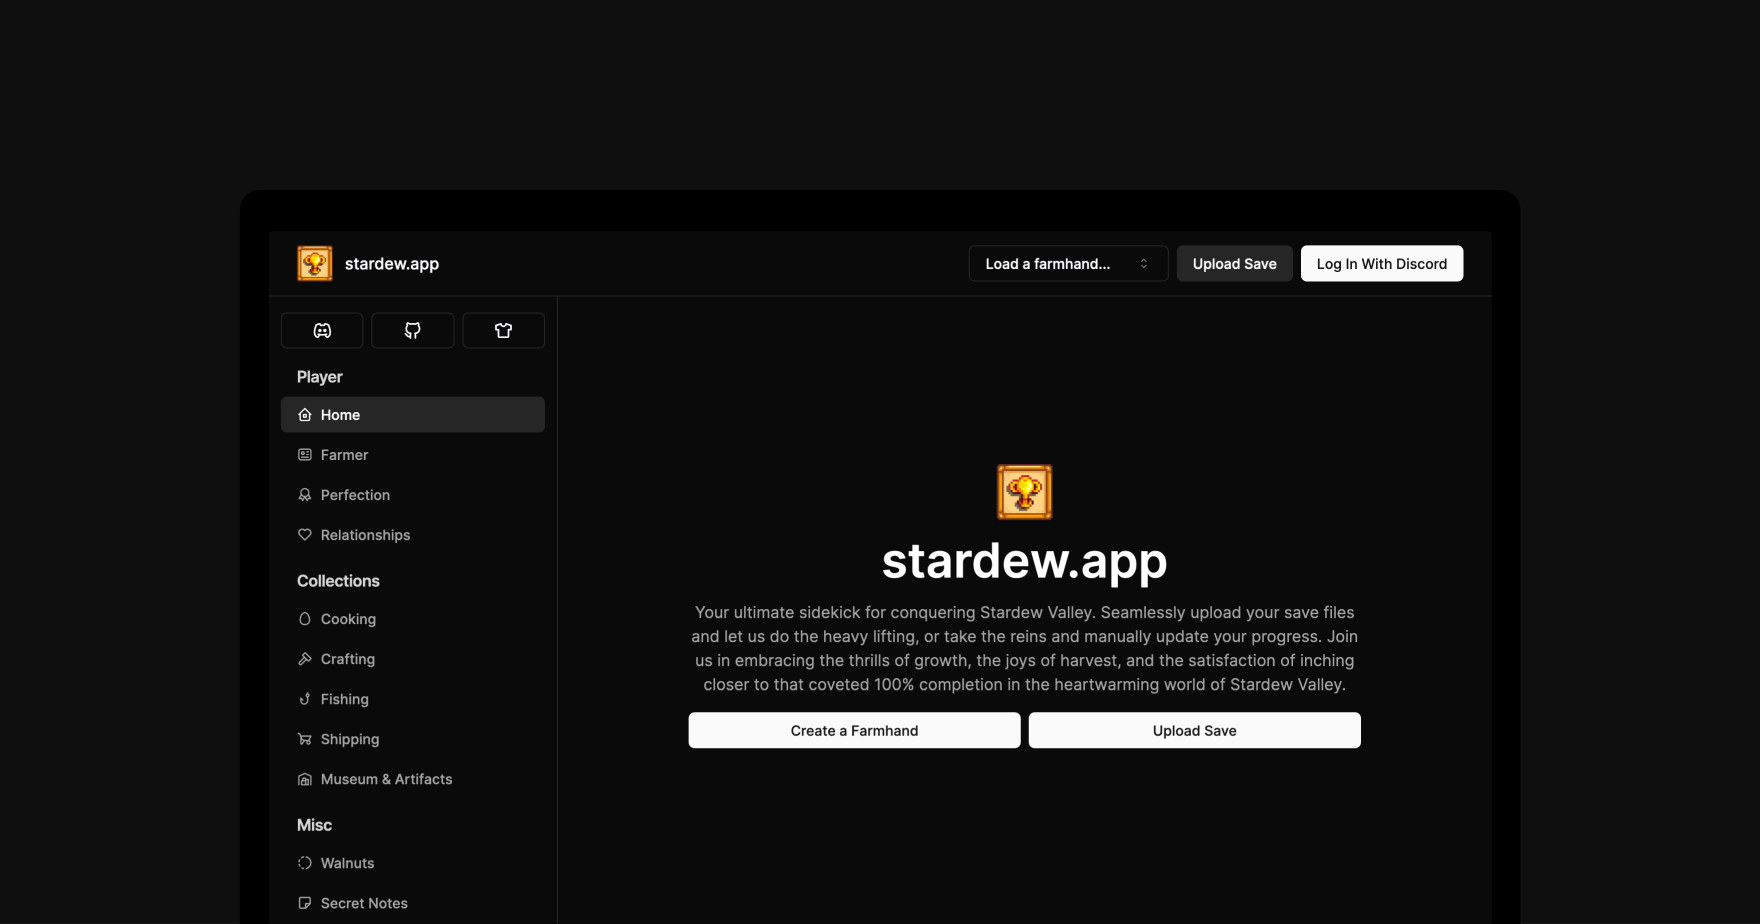 stardew.app
Load a farmhand...
Upload Save
Log In With Discord
Player
Home
Farmer
Perfection
Relationships
Collections
Cooking
Crafting
Fishing
Shipping
Museum & Artifacts
Misc
Walnuts
Secret Notes
stardew.app
Your ultimate sidekick for conquering Stardew Valley. Seamlessly upload your save files
and let us do the heavy lifting, or take the reins and manually update your progress. Join
us in embracing the thrills of growth, the joys of harvest, and the satisfaction of inching
closer to that coveted 100% completion in the heartwarming world of Stardew Valley.
Create a Farmhand
Upload Save